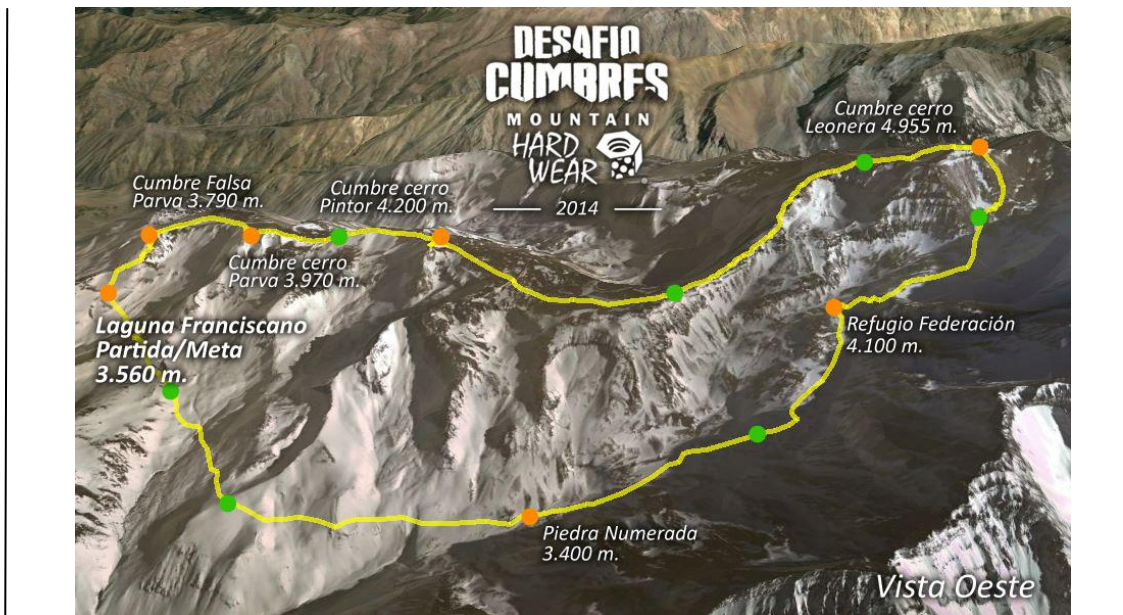 DESAFIO
CUMBRES
MOUNTAIN
HARD
WEAR
2014
Cumbre cerro
Leonera 4.955 m.
Cumbre Falsa
Parva 3.790 m.
Cumbre cerro
Pintor 4.200 m.
Cumbre cerro
Parva 3.970 m.
Laguna Franciscano
Partida/Meta
3.560 m.
Refugio Federación
4.100 m.
Piedra Numerada
3.400 m.
Vista Oeste